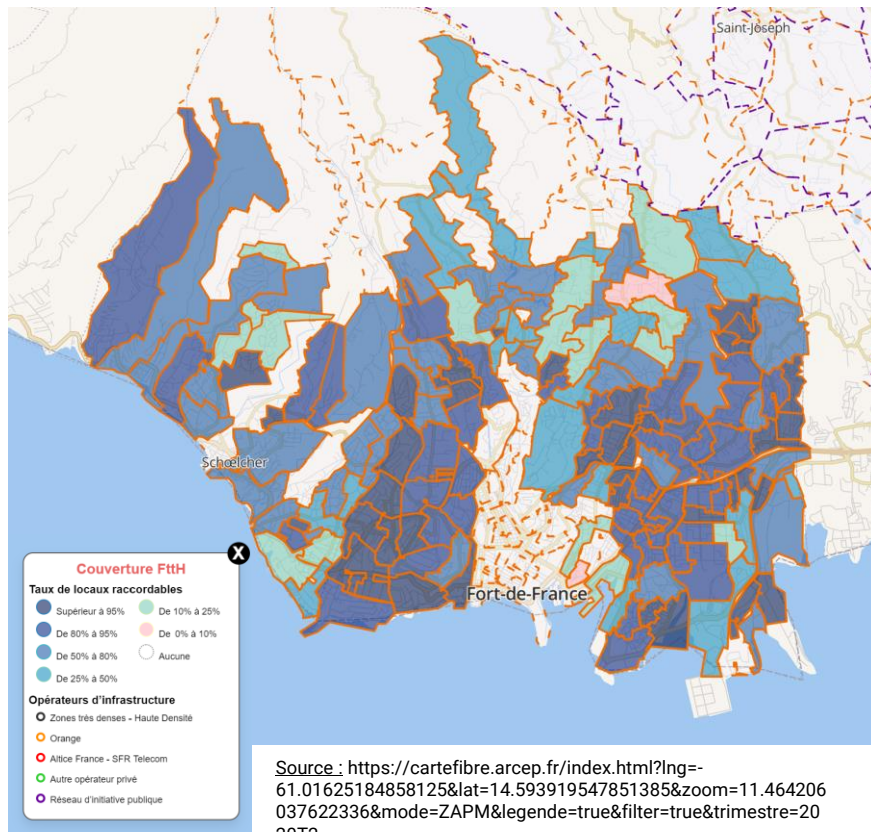 Saint-Joseph
Schœlcher
Fort-de-France
X
Couverture FttH
Taux de locaux raccordables
Supérieur à 95%
De 10% à 25%
De 80% à 95%
De 0% à 10%
De 50% à 80%
Aucune
De 25% à 50%
Opérateurs d'infrastructure
Zones très denses - Haute Densité
Orange
Altice France - SFR Telecom
Autre opérateur privé
Réseau d'initiative publique
Source : https://cartefibre.arcep.fr/index.html?lng=-
61.01625184858125&lat=14.593919547851385&zoom=11.464206
037622336&mode=ZAPM&legende=true&filter=true&trimestre=20